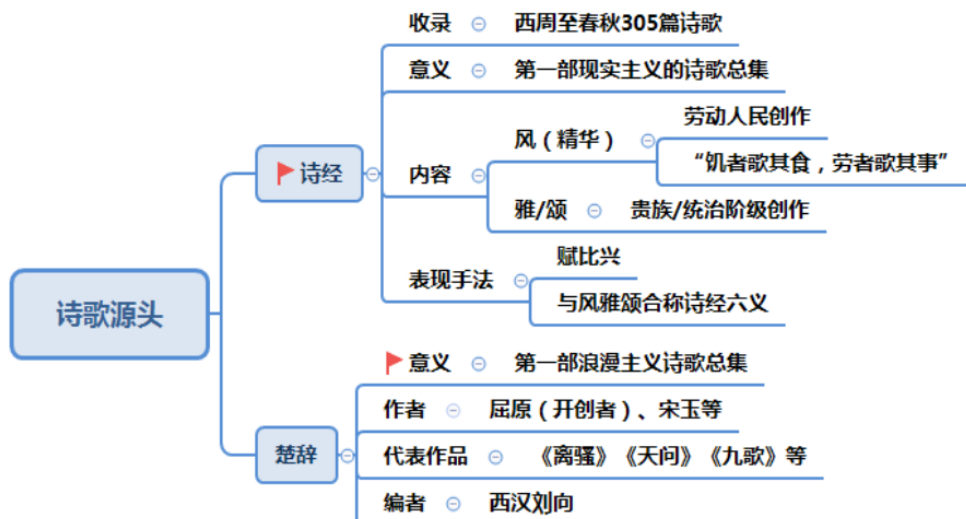 诗歌源头
诗经
收录
西周至春秋305篇诗歌
意义
第一部现实主义的诗歌总集
内容
风（精华）
劳动人民创作
“饥者歌其食，劳者歌其事”
雅/颂
贵族/统治阶级创作
表现手法
赋比兴
与风雅颂合称诗经六义
楚辞
意义
第一部浪漫主义诗歌总集
作者
屈原（开创者）、宋玉等
代表作品
《离骚》《天问》《九歌》等
编者
西汉刘向